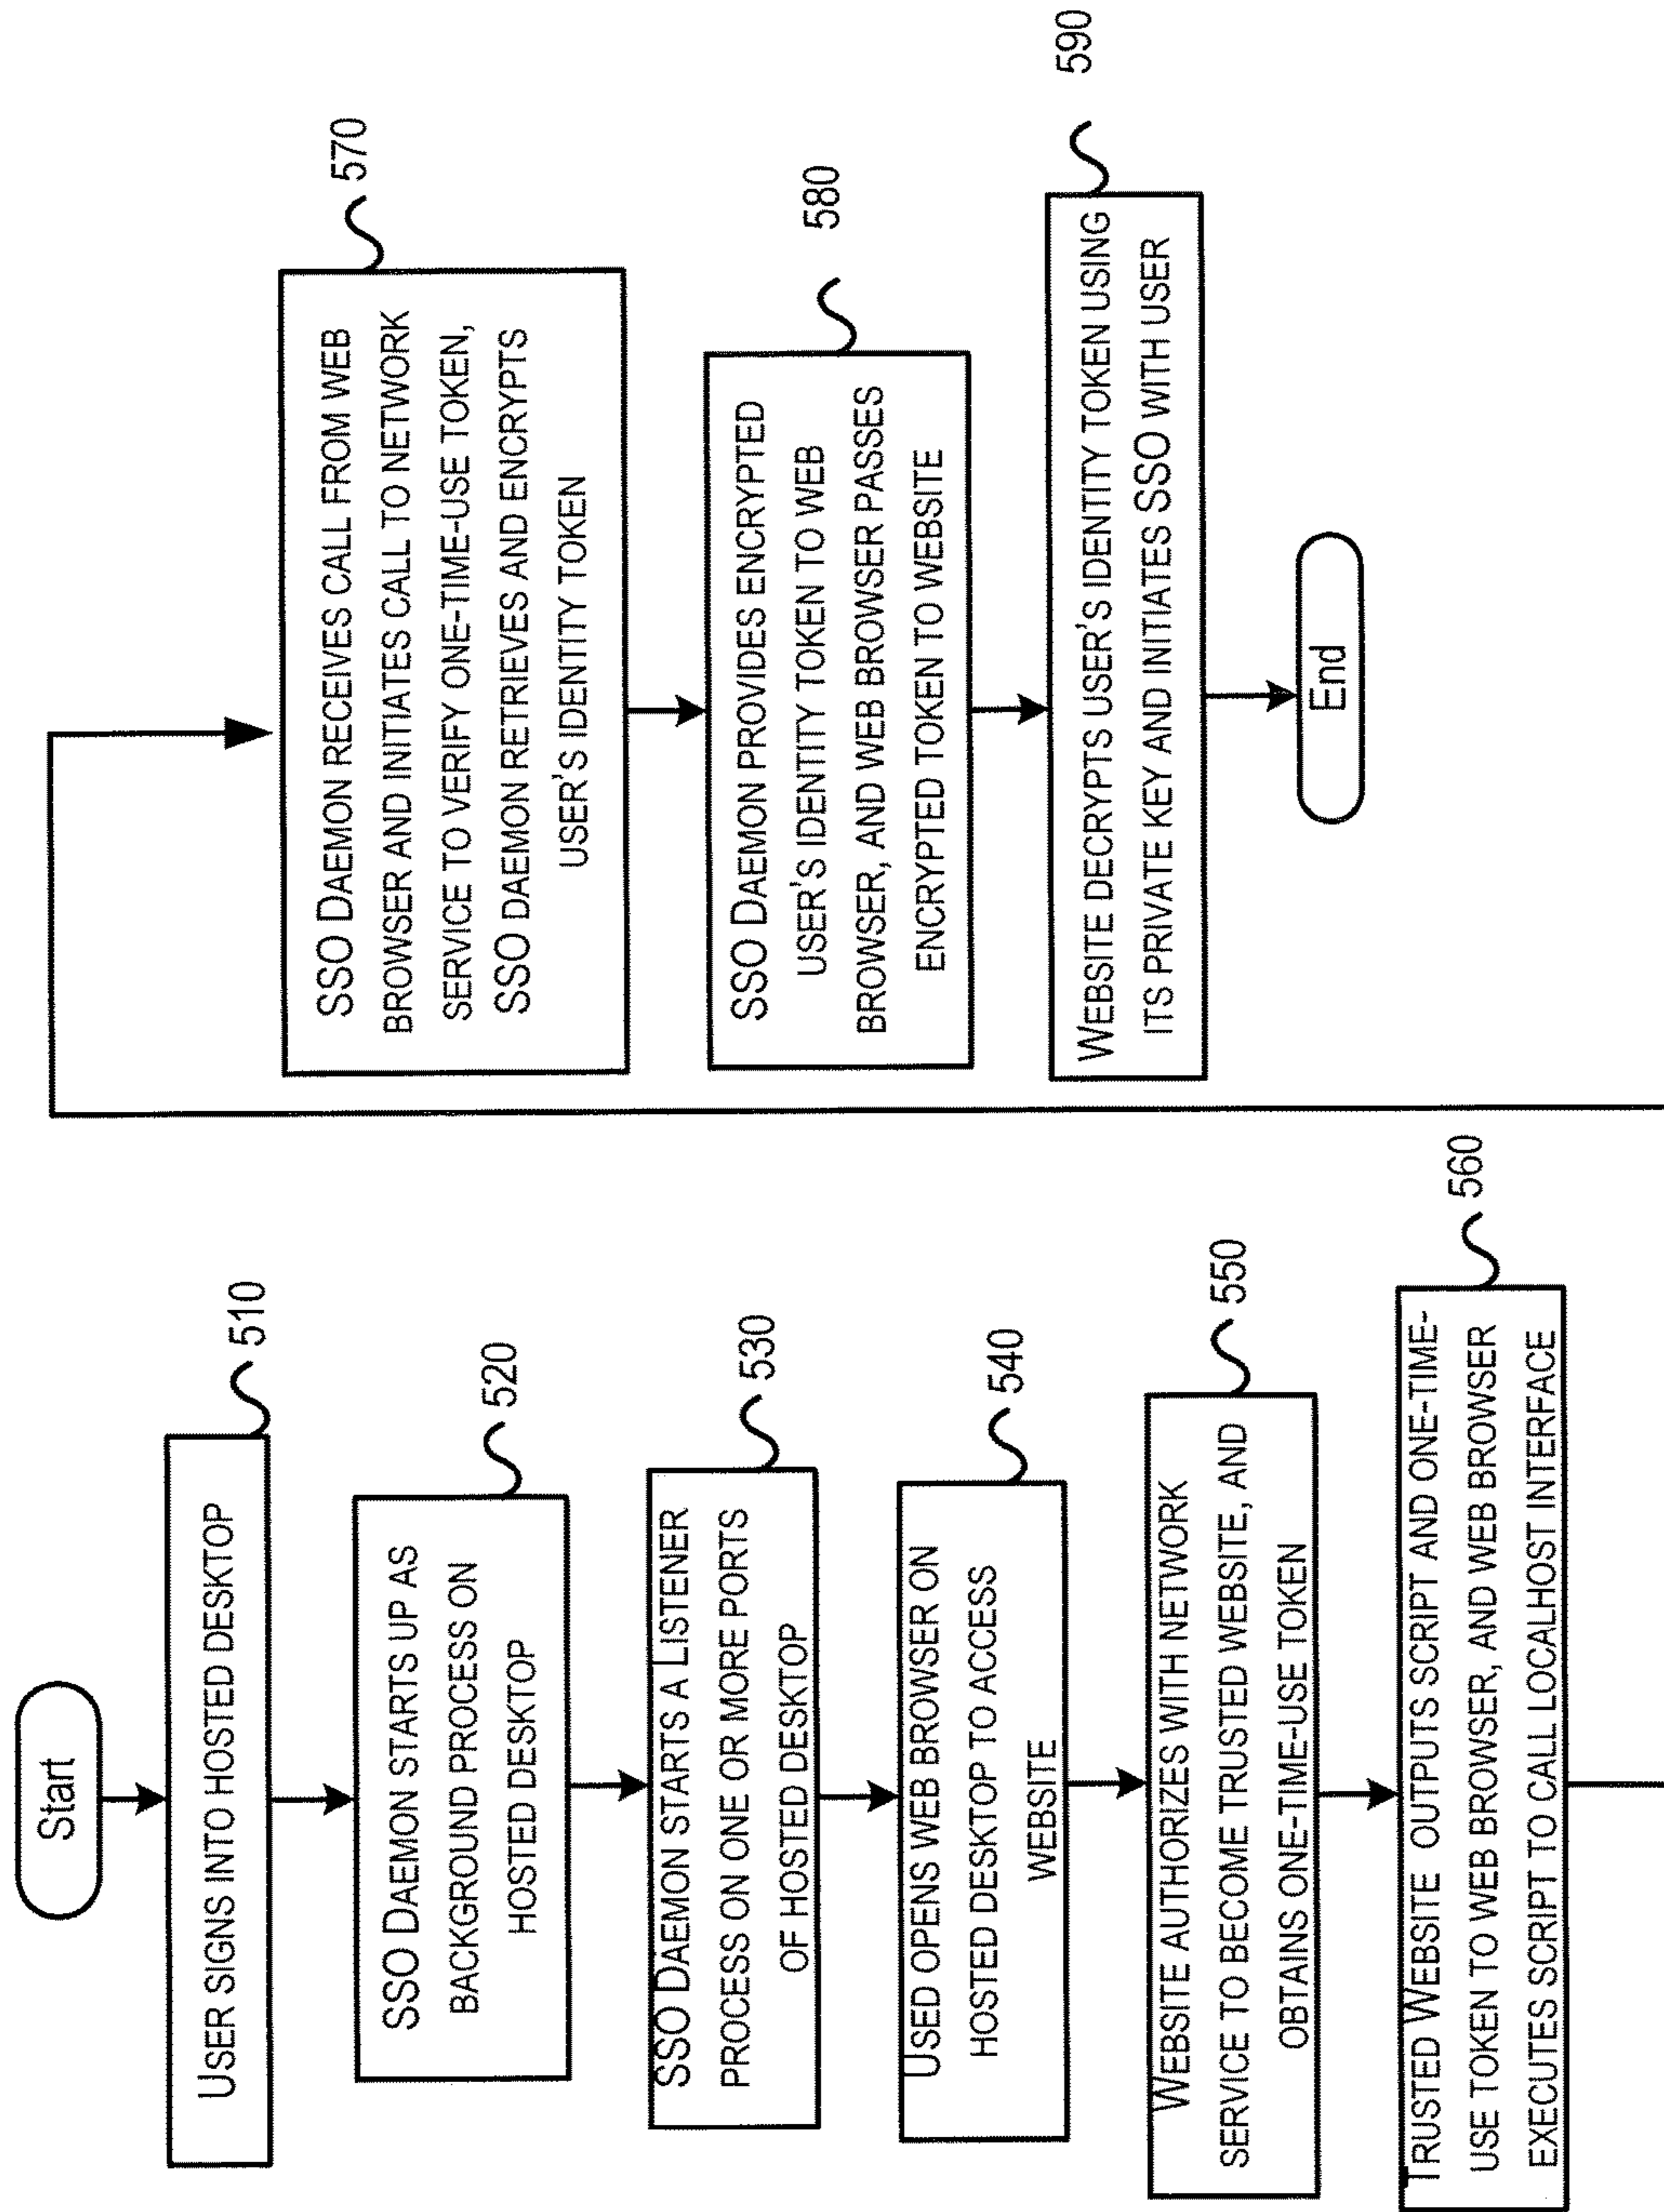 Start
USER SIGNS INTO HOSTED DESKTOP
510
SSO DAEMON STARTS UP AS
BACKGROUND PROCESS ON
HOSTED DESKTOP
520
SSO DAEMON STARTS A LISTENER
PROCESS ON ONE OR MORE PORTS
OF HOSTED DESKTOP
530
USED OPENS WEB BROWSER ON
HOSTED DESKTOP TO ACCESS
WEBSITE
540
WEBSITE AUTHORIZES WITH NETWORK
SERVICE TO BECOME TRUSTED WEBSITE, AND
OBTAINS ONE-TIME-USE TOKEN
550
TRUSTED WEBSITE OUTPUTS SCRIPT AND ONE-TIME-
USE TOKEN TO WEB BROWSER, AND WEB BROWSER
EXECUTES SCRIPT TO CALL LOCALHOST INTERFACE
560
SSO DAEMON RECEIVES CALL FROM WEB
BROWSER AND INITIATES CALL TO NETWORK
SERVICE TO VERIFY ONE-TIME-USE TOKEN,
SSO DAEMON RETRIEVES AND ENCRYPTS
USER'S IDENTITY TOKEN
570
SSO DAEMON PROVIDES ENCRYPTED
USER'S IDENTITY TOKEN TO WEB
BROWSER, AND WEB BROWSER PASSES
ENCRYPTED TOKEN TO WEBSITE
580
WEBSITE DECRYPTS USER'S IDENTITY TOKEN USING
ITS PRIVATE KEY AND INITIATES SSO WITH USER
590
End